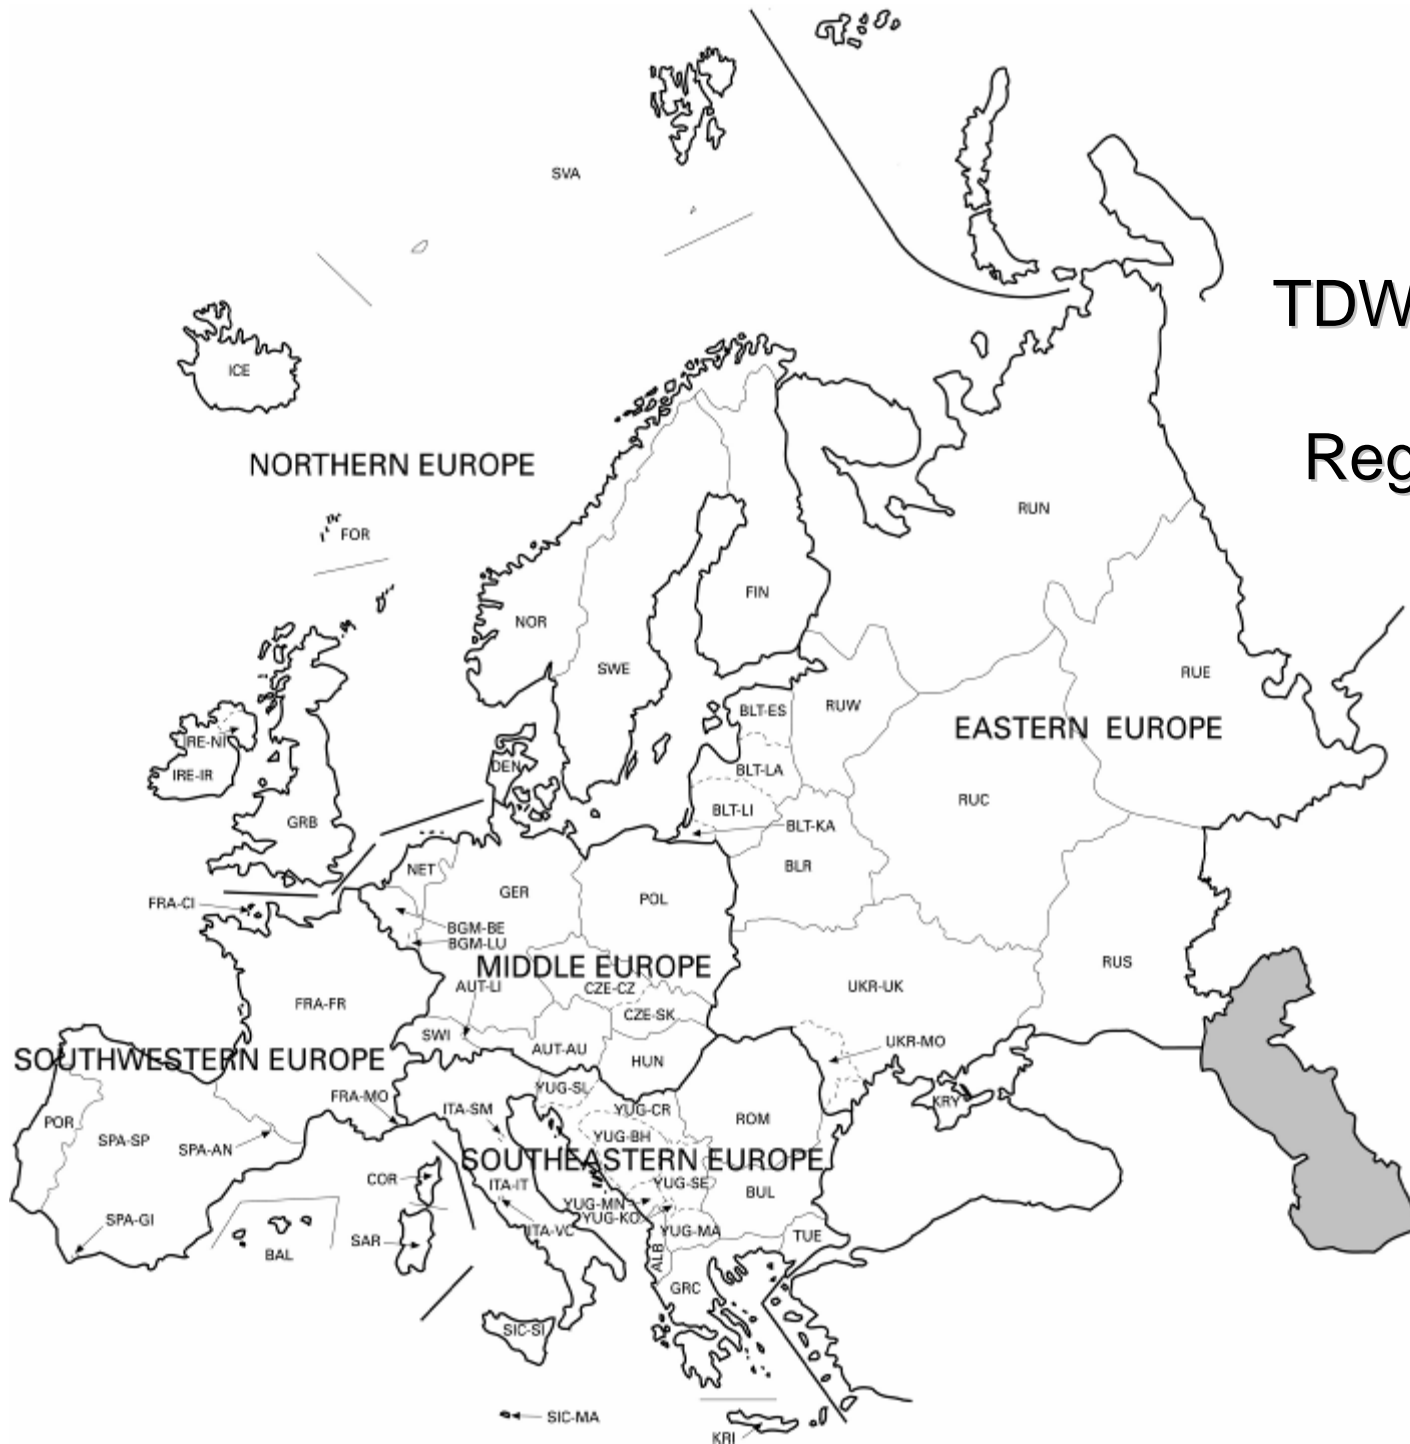 SVA
TDW
ICE
NORTHERN EUROPE
Reg
RUN
FOR
FIN
NOR
SWE
RUE
BLT-ES
RUW
EASTERN EUROPE
IRE-NI
DEN
BLT-LA
IRE-IR
RUC
BLT-LI
GRB
BLT-KA
NET
BLR
GER
POL
FRA-CI
BGM-BE
BGM-LU
MIDDLE EUROPE
RUS
AUT-LI
CZE-CZ
UKR-UK
FRA-FR
CZE-SK
SWI
UKR-MO
AUT-AU
SOUTHWESTERN EUROPE
HUN
YUG-SL
FRA-MO
KRY
ITA-SM
YUG-CR
POR
ROM
SPA-SP
YUG-BH
SPA-AN
SOUTHEASTERN EUROPE
COR
ITA-IT
YUG-SE
BUL
YUG-MN
SPA-GI
YUG-KO
ITA-VC
YUG-MA
TUE
SAR
BAL
ALB
GRC
SIC-SI
SIC-MA
KRI